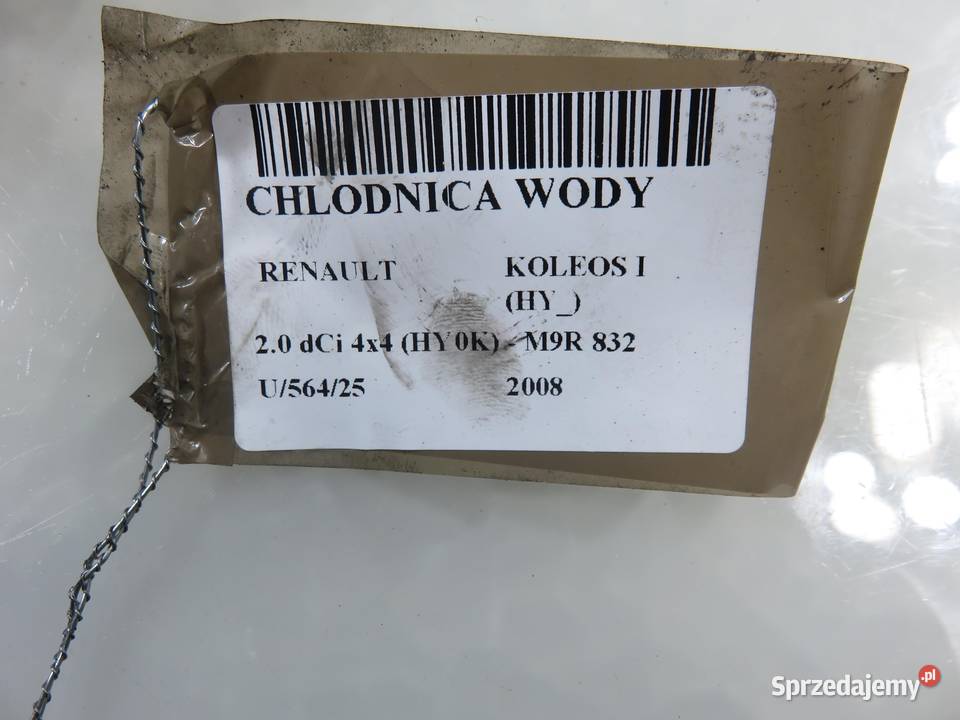 CHLODNICA WODY
RENAULT KOLEOS I
(HY_)
2.0 dCi 4x4 (HY0K) - M9R 832
U/564/25 2008
Sprzedajemy.pl